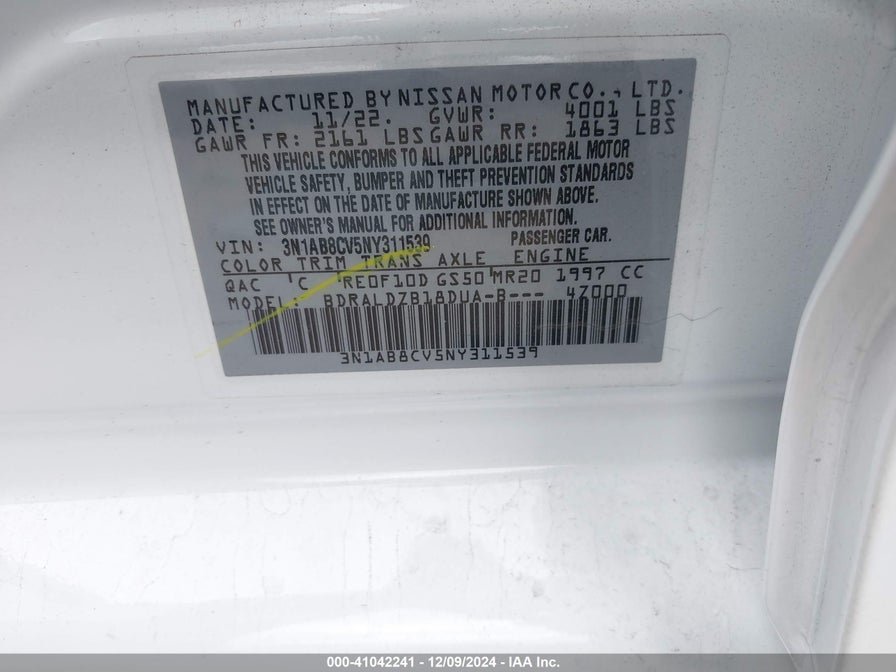 MANUFACTURED BY NISSAN MOTOR CO., LTD.
DATE: 11/22. GVWR: 4001 LBS
GAWR FR: 2161 LBS GAWR RR: 1863 LBS
THIS VEHICLE CONFORMS TO ALL APPLICABLE FEDERAL MOTOR
VEHICLE SAFETY, BUMPER AND THEFT PREVENTION STANDARDS
IN EFFECT ON THE DATE OF MANUFACTURE SHOWN ABOVE.
SEE OWNER'S MANUAL FOR ADDITIONAL INFORMATION.
VIN: 3N1AB8CV5NY311539 PASSENGER CAR.
COLOR TRIM TRANS AXLE ENGINE
QAC C RE0F10D GS50 MR20 1997 CC
MODEL: BDRALDZB18DUA-B--- 4Z000
3N1AB8CV5NY311539
000-41042241 - 12/09/2024 - IAA Inc.